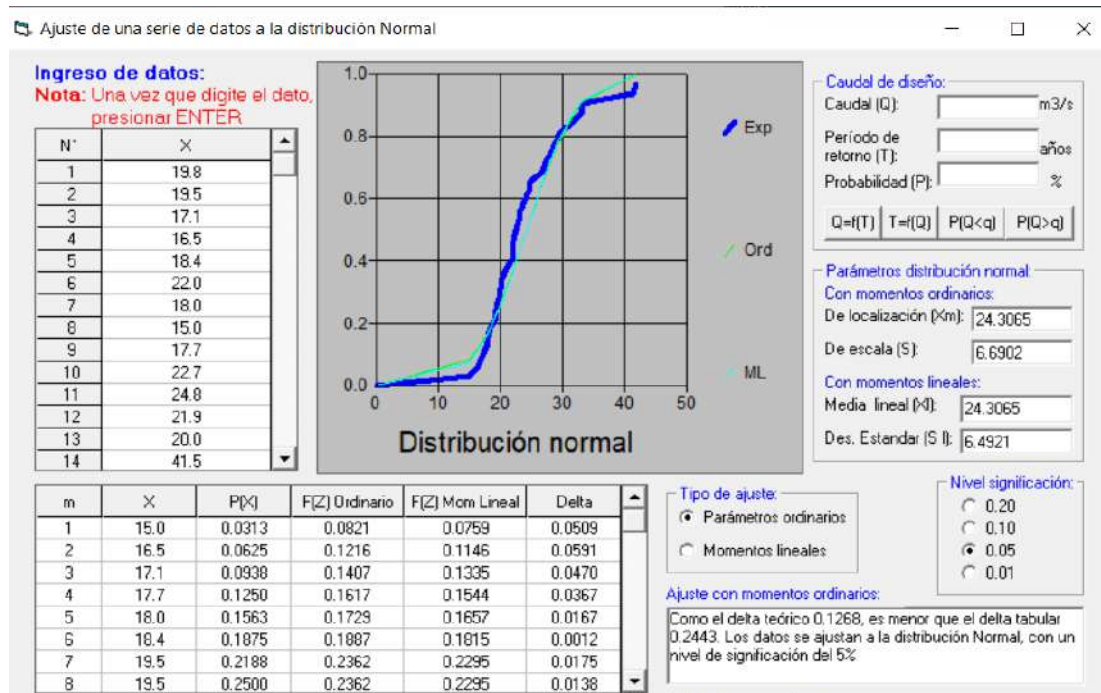 Ajuste de una serie de datos a la distribución Normal
Ingreso de datos:
Nota: Una vez que digite el dato,
presionar ENTER
N° X
1 19.8
2 19.5
3 17.1
4 16.5
5 18.4
6 22.0
7 18.0
8 15.0
9 17.7
10 22.7
11 24.8
12 21.9
13 20.0
14 41.5
1.0
0.8
0.6
0.4
0.2
0.0
0 10 20 30 40 50
Exp
Ord
ML
Distribución normal
Caudal de diseño:
Caudal (Q): m3/s
Período de
retorno (T): años
Probabilidad (P): %
Q=f(T) T=f(Q) P(Q<q) P(Q>q)
Parámetros distribución normal:
Con momentos ordinarios:
De localización (Xm): 24.3065
De escala (S): 6.6902
Con momentos lineales:
Media lineal (Xl): 24.3065
Des. Estandar (S l): 6.4921
m X P(X) F(Z) Ordinario F(Z) Mom Lineal Delta
1 15.0 0.0313 0.0821 0.0759 0.0509
2 16.5 0.0625 0.1216 0.1146 0.0591
3 17.1 0.0938 0.1407 0.1335 0.0470
4 17.7 0.1250 0.1617 0.1544 0.0367
5 18.0 0.1563 0.1729 0.1657 0.0167
6 18.4 0.1875 0.1887 0.1815 0.0012
7 19.5 0.2188 0.2362 0.2295 0.0175
8 19.5 0.2500 0.2362 0.2295 0.0138
Tipo de ajuste:
Parámetros ordinarios
Momentos lineales
Nivel significación:
0.20
0.10
0.05
0.01
Ajuste con momentos ordinarios:
Como el delta teórico 0.1268, es menor que el delta tabular
0.2443. Los datos se ajustan a la distribución Normal, con un
nivel de significación del 5%